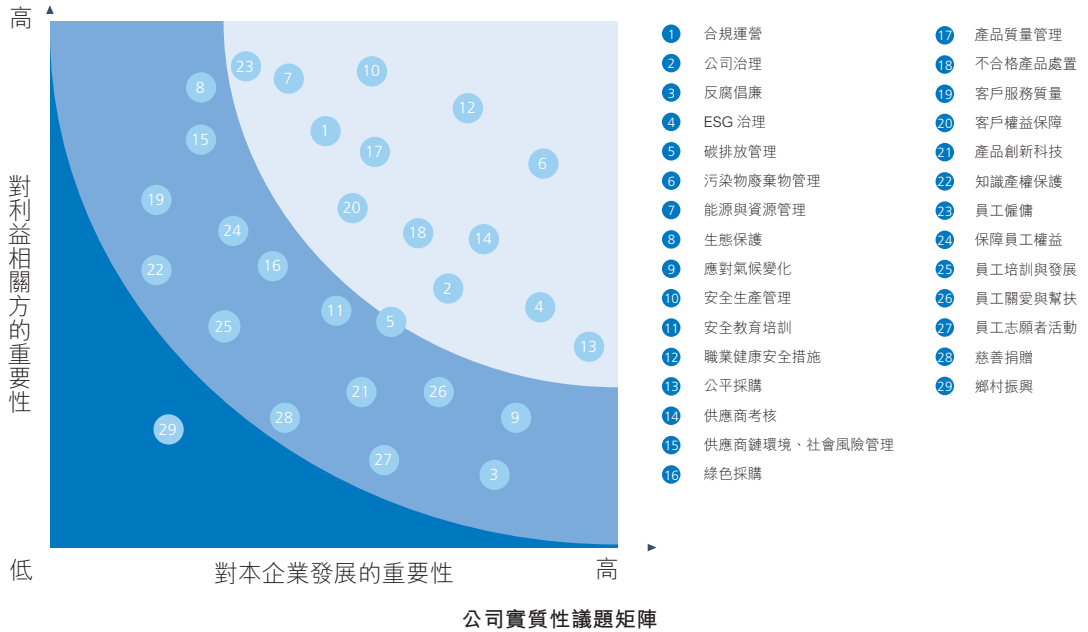 高
對利益相關方的重要性
23
7
10
8
12
1
15
17
6
19
20
24
18
14
16
22
2
4
11
5
25
13
21
26
28
9
29
27
3
低
對本企業發展的重要性
高
1 合規運營
2 公司治理
3 反腐倡廉
4 ESG 治理
5 碳排放管理
6 污染物廢棄物管理
7 能源與資源管理
8 生態保護
9 應對氣候變化
10 安全生產管理
11 安全教育培訓
12 職業健康安全措施
13 公平採購
14 供應商考核
15 供應商鏈環境、社會風險管理
16 綠色採購
17 產品質量管理
18 不合格產品處置
19 客戶服務質量
20 客戶權益保障
21 產品創新科技
22 知識產權保護
23 員工僱傭
24 保障員工權益
25 員工培訓與發展
26 員工關愛與幫扶
27 員工志願者活動
28 慈善捐贈
29 鄉村振興
公司實質性議題矩陣